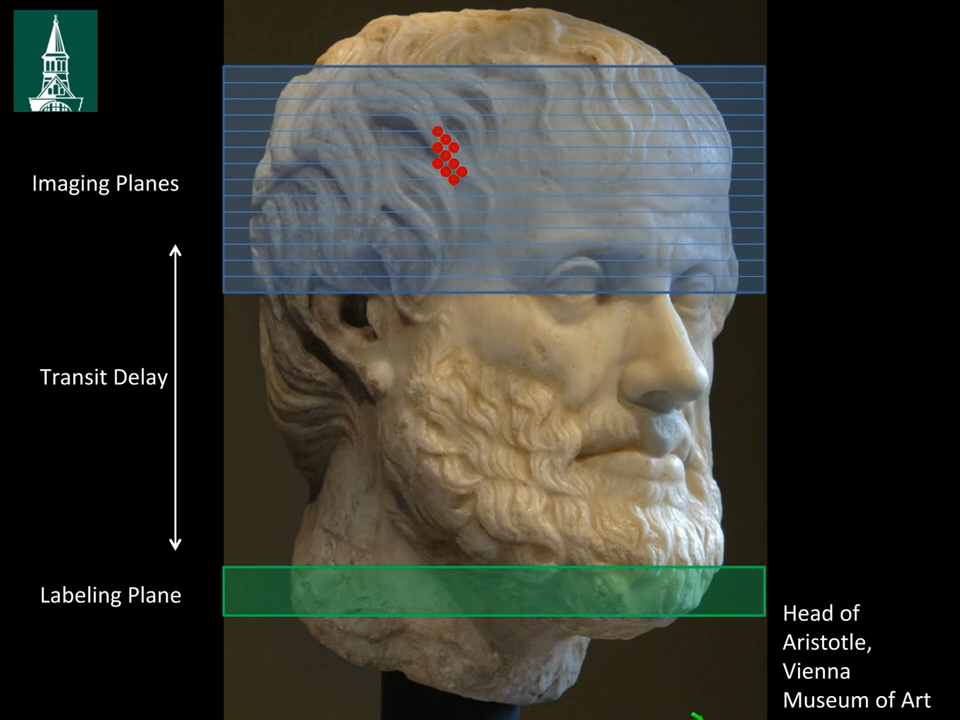 Imaging Planes
Transit Delay
Labeling Plane
Head of
Aristotle,
Vienna
Museum of Art